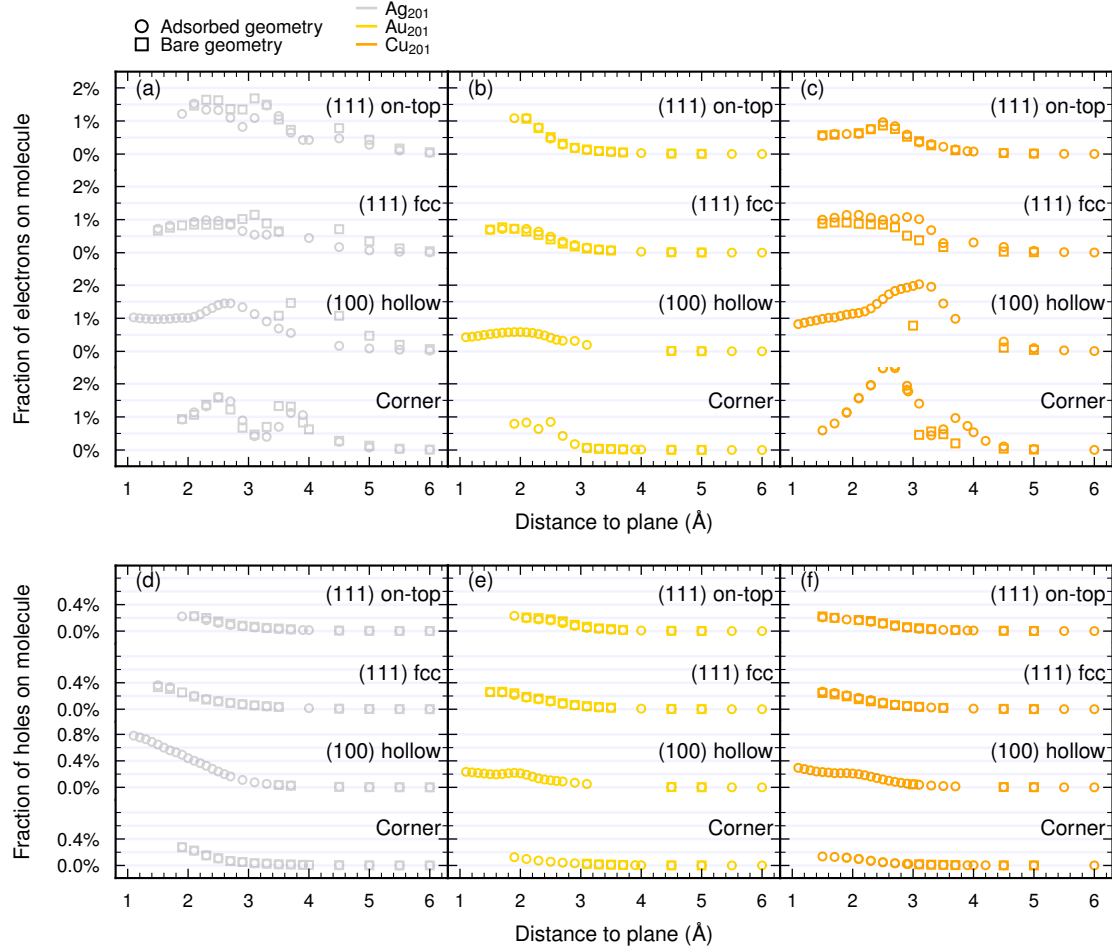 Adsorbed geometry
Bare geometry
Ag201
Au201
Cu201
Fraction of electrons on molecule
(a) (b) (c)
2% (111) on-top (111) on-top (111) on-top
1%
0%
2% (111) fcc (111) fcc (111) fcc
1%
0%
2% (100) hollow (100) hollow (100) hollow
1%
0%
2% Corner Corner Corner
1%
0%
1 2 3 4 5 6 1 2 3 4 5 6 1 2 3 4 5 6
Distance to plane (Å) Distance to plane (Å)
Fraction of holes on molecule
(d) (e) (f)
(111) on-top (111) on-top (111) on-top
0.4%
0.0%
(111) fcc (111) fcc (111) fcc
0.4%
0.0%
0.8% (100) hollow (100) hollow (100) hollow
0.4%
0.0%
Corner Corner Corner
0.4%
0.0%
1 2 3 4 5 6 1 2 3 4 5 6 1 2 3 4 5 6
Distance to plane (Å) Distance to plane (Å)